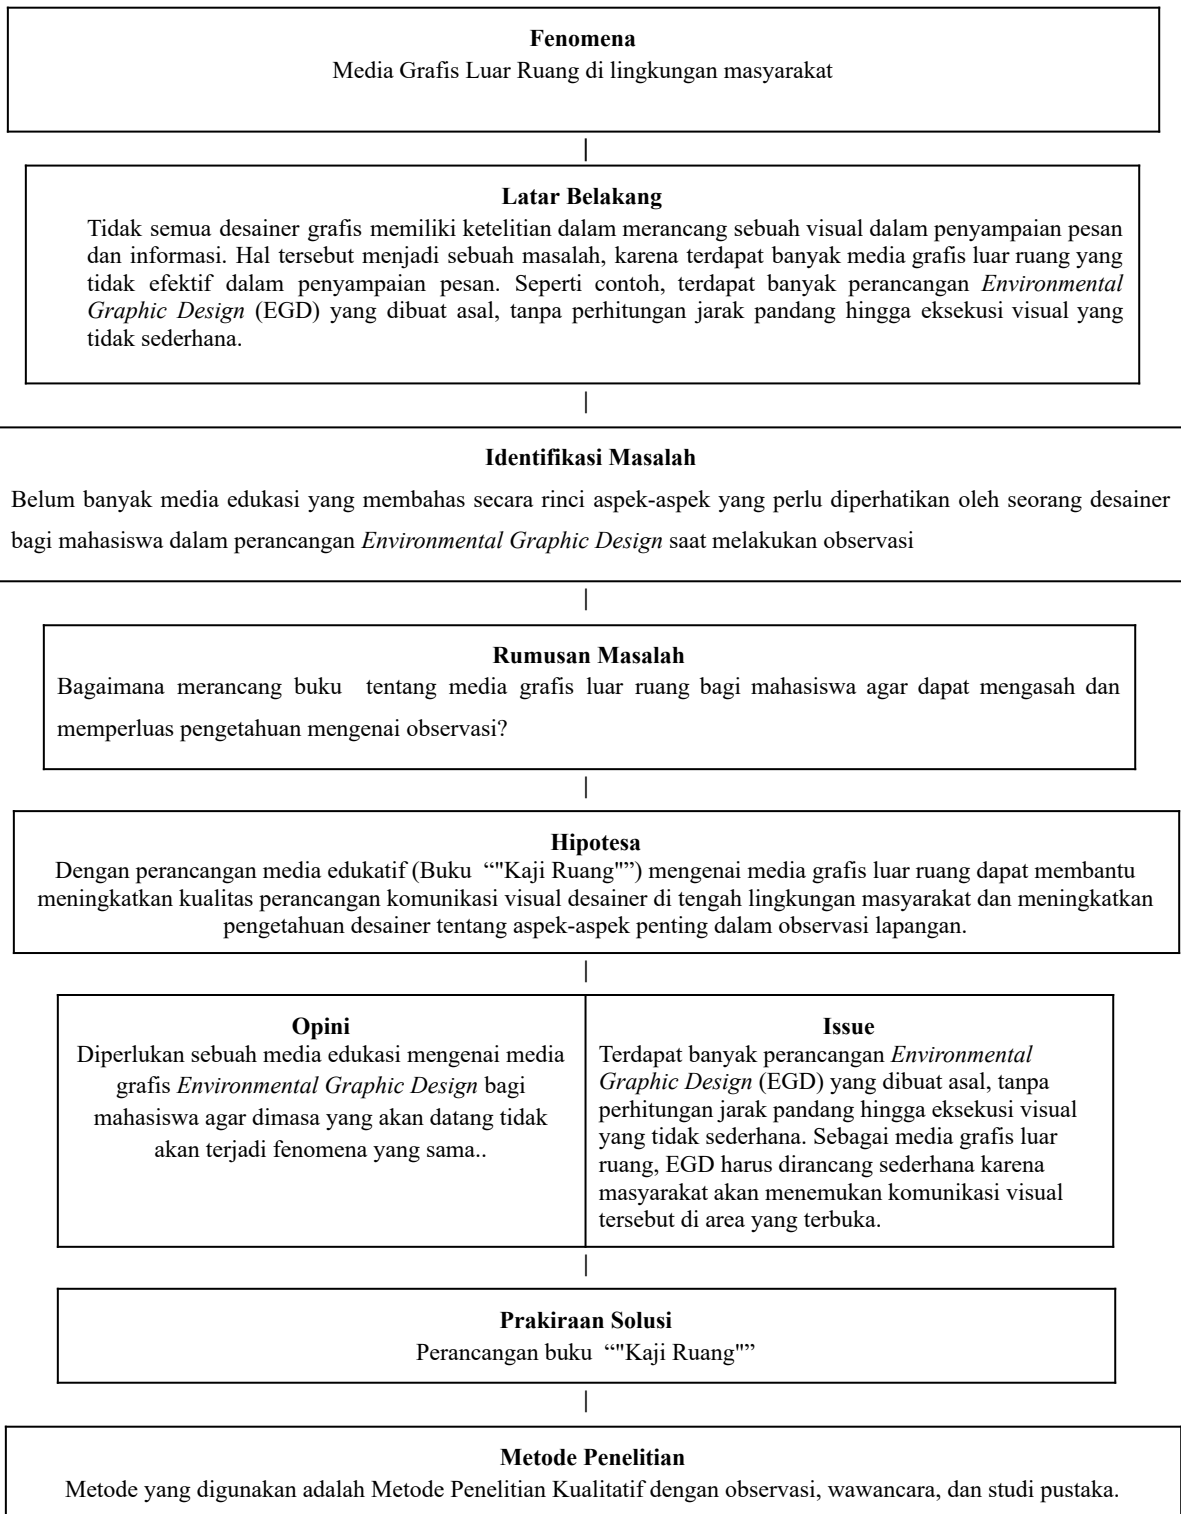 Fenomena
Media Grafis Luar Ruang di lingkungan masyarakat
Latar Belakang
Tidak semua desainer grafis memiliki ketelitian dalam merancang sebuah visual dalam penyampaian pesan
dan informasi. Hal tersebut menjadi sebuah masalah, karena terdapat banyak media grafis luar ruang yang
tidak efektif dalam penyampaian pesan. Seperti contoh, terdapat banyak perancangan Environmental
Graphic Design (EGD) yang dibuat asal, tanpa perhitungan jarak pandang hingga eksekusi visual yang
tidak sederhana.
Identifikasi Masalah
Belum banyak media edukasi yang membahas secara rinci aspek-aspek yang perlu diperhatikan oleh seorang desainer
bagi mahasiswa dalam perancangan Environmental Graphic Design saat melakukan observasi
Rumusan Masalah
Bagaimana merancang buku  tentang media grafis luar ruang bagi mahasiswa agar dapat mengasah dan
memperluas pengetahuan mengenai observasi?
Hipotesa
Dengan perancangan media edukatif (Buku  “"Kaji Ruang"”) mengenai media grafis luar ruang dapat membantu
meningkatkan kualitas perancangan komunikasi visual desainer di tengah lingkungan masyarakat dan meningkatkan
pengetahuan desainer tentang aspek-aspek penting dalam observasi lapangan.
Opini
Diperlukan sebuah media edukasi mengenai media
grafis Environmental Graphic Design bagi
mahasiswa agar dimasa yang akan datang tidak
akan terjadi fenomena yang sama..
Issue
Terdapat banyak perancangan Environmental
Graphic Design (EGD) yang dibuat asal, tanpa
perhitungan jarak pandang hingga eksekusi visual
yang tidak sederhana. Sebagai media grafis luar
ruang, EGD harus dirancang sederhana karena
masyarakat akan menemukan komunikasi visual
tersebut di area yang terbuka.
Prakiraan Solusi
Perancangan buku  “"Kaji Ruang"”
Metode Penelitian
Metode yang digunakan adalah Metode Penelitian Kualitatif dengan observasi, wawancara, dan studi pustaka.